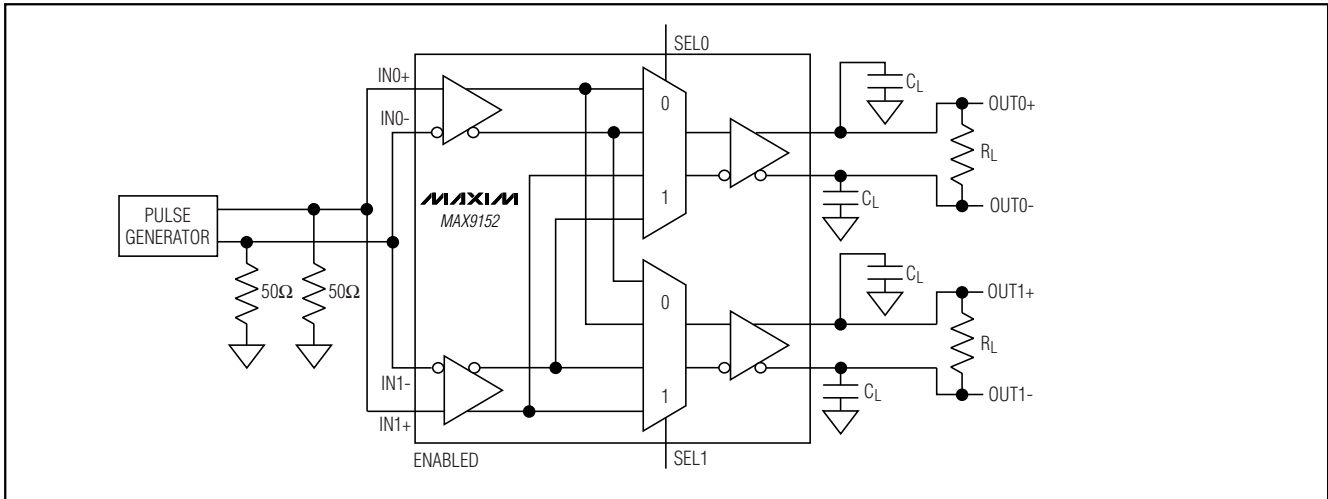 SEL0
IN0+
0
C_L
OUT0+
IN0-
R_L
MAXIM
1
MAX9152
C_L
OUT0-
PULSE
GENERATOR
50Ω
50Ω
0
C_L
OUT1+
R_L
IN1-
1
C_L
OUT1-
IN1+
ENABLED
SEL1